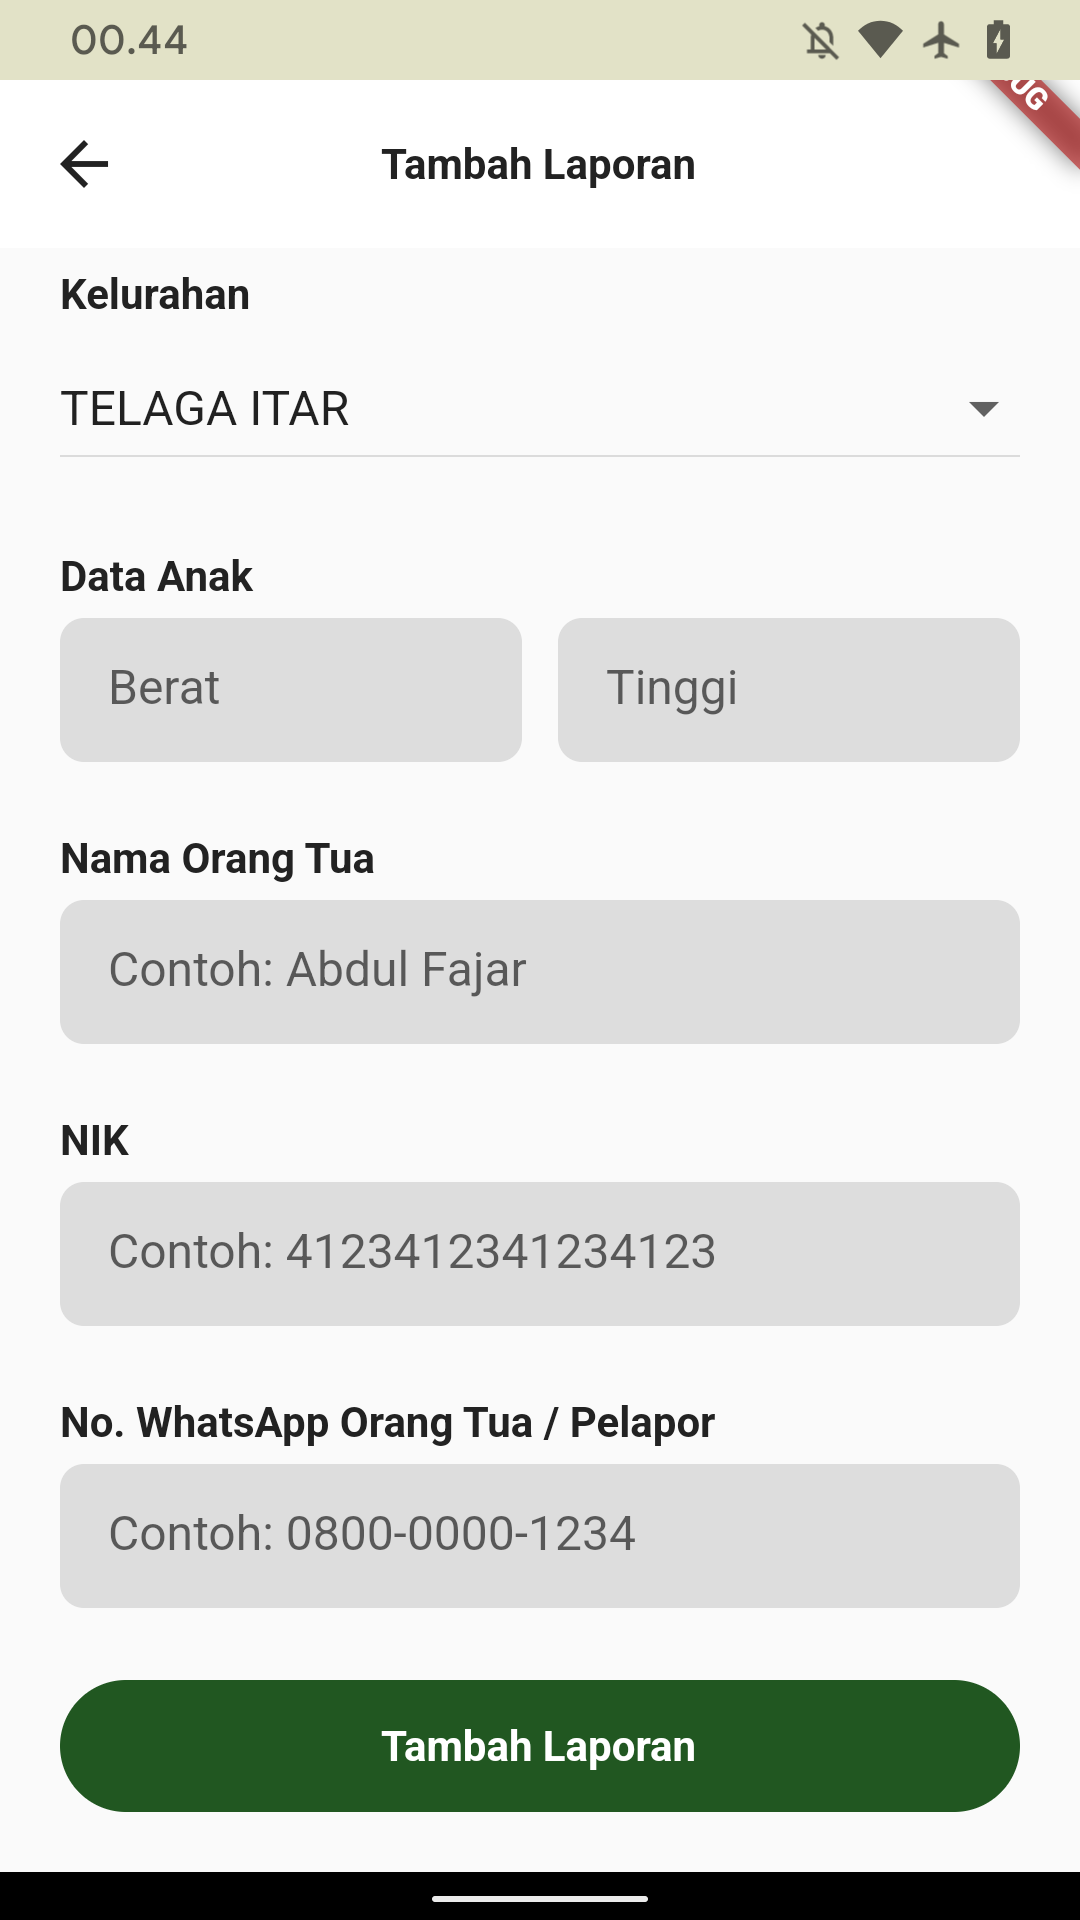 00.44
UG
Tambah Laporan
Kelurahan
TELAGA ITAR
Data Anak
Berat Tinggi
Nama Orang Tua
Contoh: Abdul Fajar
NIK
Contoh: 4123412341234123
No. WhatsApp Orang Tua / Pelapor
Contoh: 0800-0000-1234
Tambah Laporan